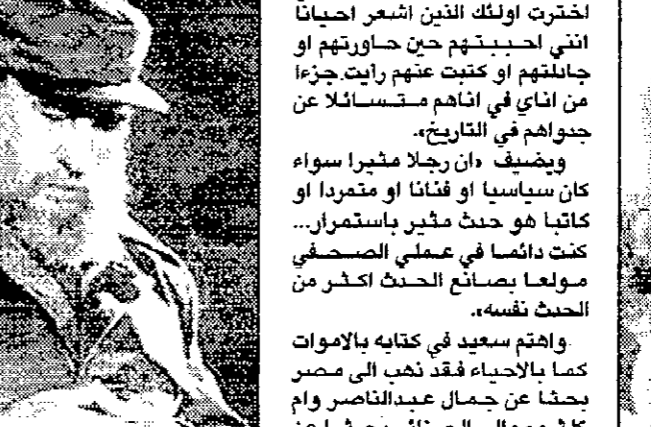 اخترت اولئك الذين اشعر احيانا
انني احببتهم حين حاورتهم او
جادلتهم او كتبت عنهم رايت جزءا
من اناي في اناهم متسائلا عن
جدواهم في التاريخ».
ويضيف «ان رجلا مثيرا سواء
كان سياسيا او فنانا او متمردا او
كاتبا هو حدث مثير باستمرار...
كنت دائما في عملي الصحفي
مولعا بصانع الحدث اكثر من
الحدث نفسه».
واهتم سعيد في كتابه بالاموات
كما بالاحياء فقد ذهب الى مصر
بحثا عن جمال عبدالناصر وام